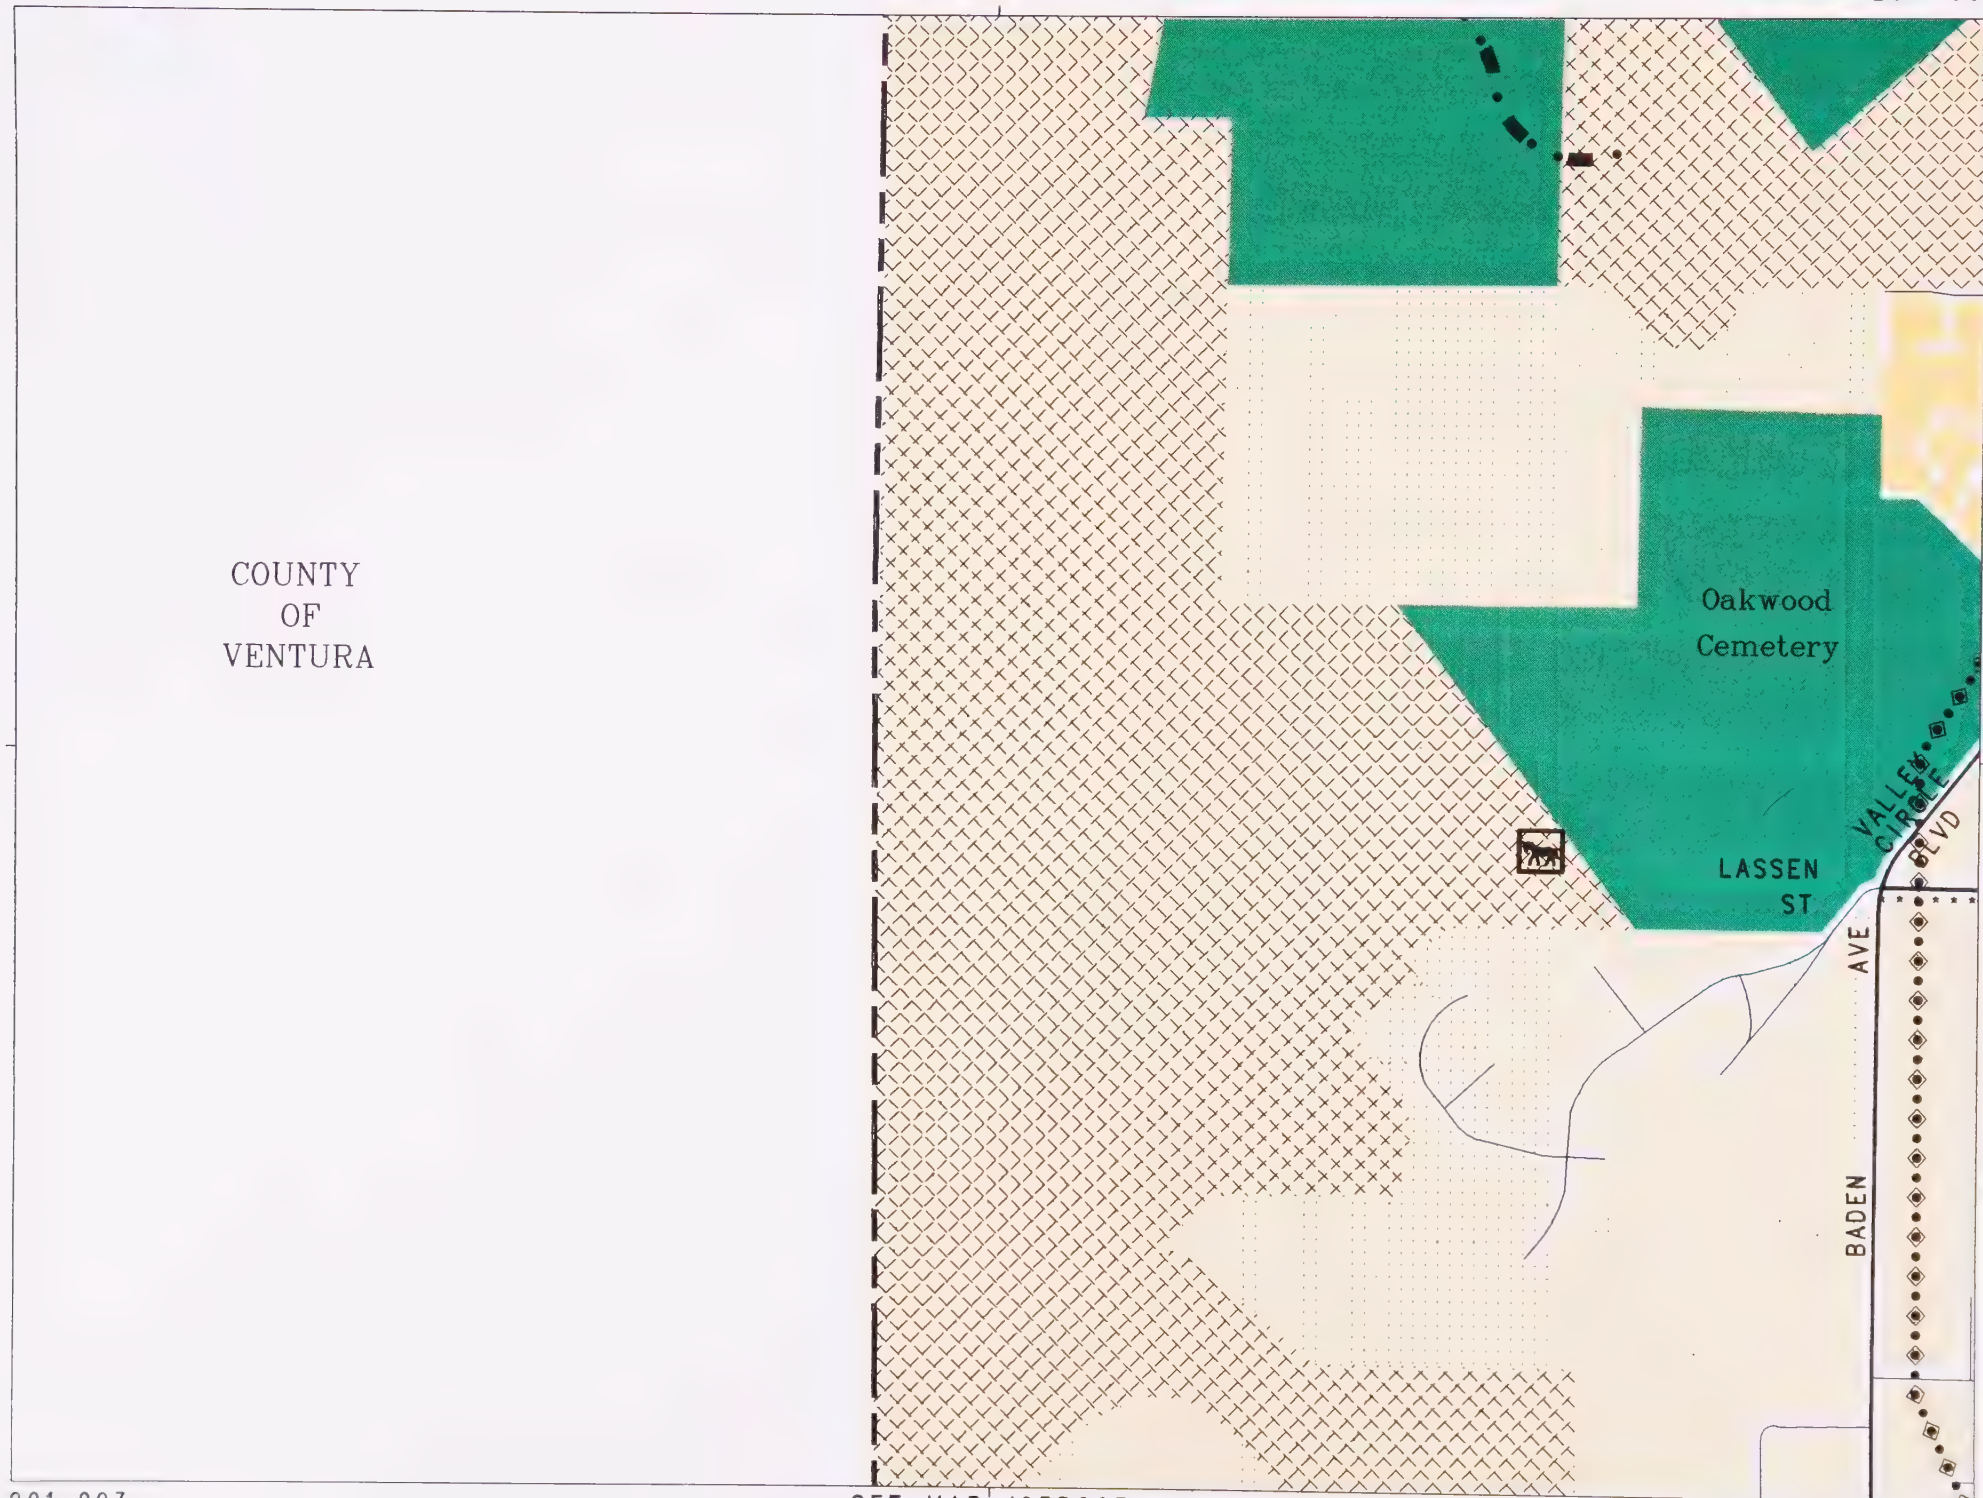 COUNTY
OF
VENTURA
Oakwood
Cemetery
VALLEY
CIRCLE
BLVD
LASSEN
ST
AVE
BADEN